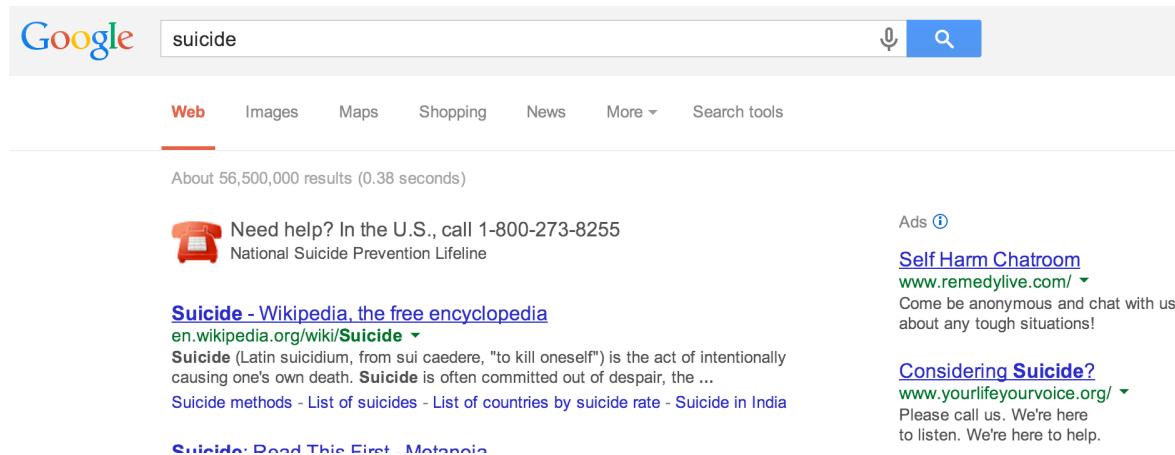 Google
suicide
Web Images Maps Shopping News More Search tools
About 56,500,000 results (0.38 seconds)
Need help? In the U.S., call 1-800-273-8255
National Suicide Prevention Lifeline
Suicide - Wikipedia, the free encyclopedia
en.wikipedia.org/wiki/Suicide
Suicide (Latin suicidium, from sui caedere, "to kill oneself") is the act of intentionally
causing one's own death. Suicide is often committed out of despair, the ...
Suicide methods - List of suicides - List of countries by suicide rate - Suicide in India
Suicide: Read This First - Metanoia
Ads
Self Harm Chatroom
www.remedylive.com/
Come be anonymous and chat with us
about any tough situations!
Considering Suicide?
www.yourlifeyourvoice.org/
Please call us. We're here
to listen. We're here to help.